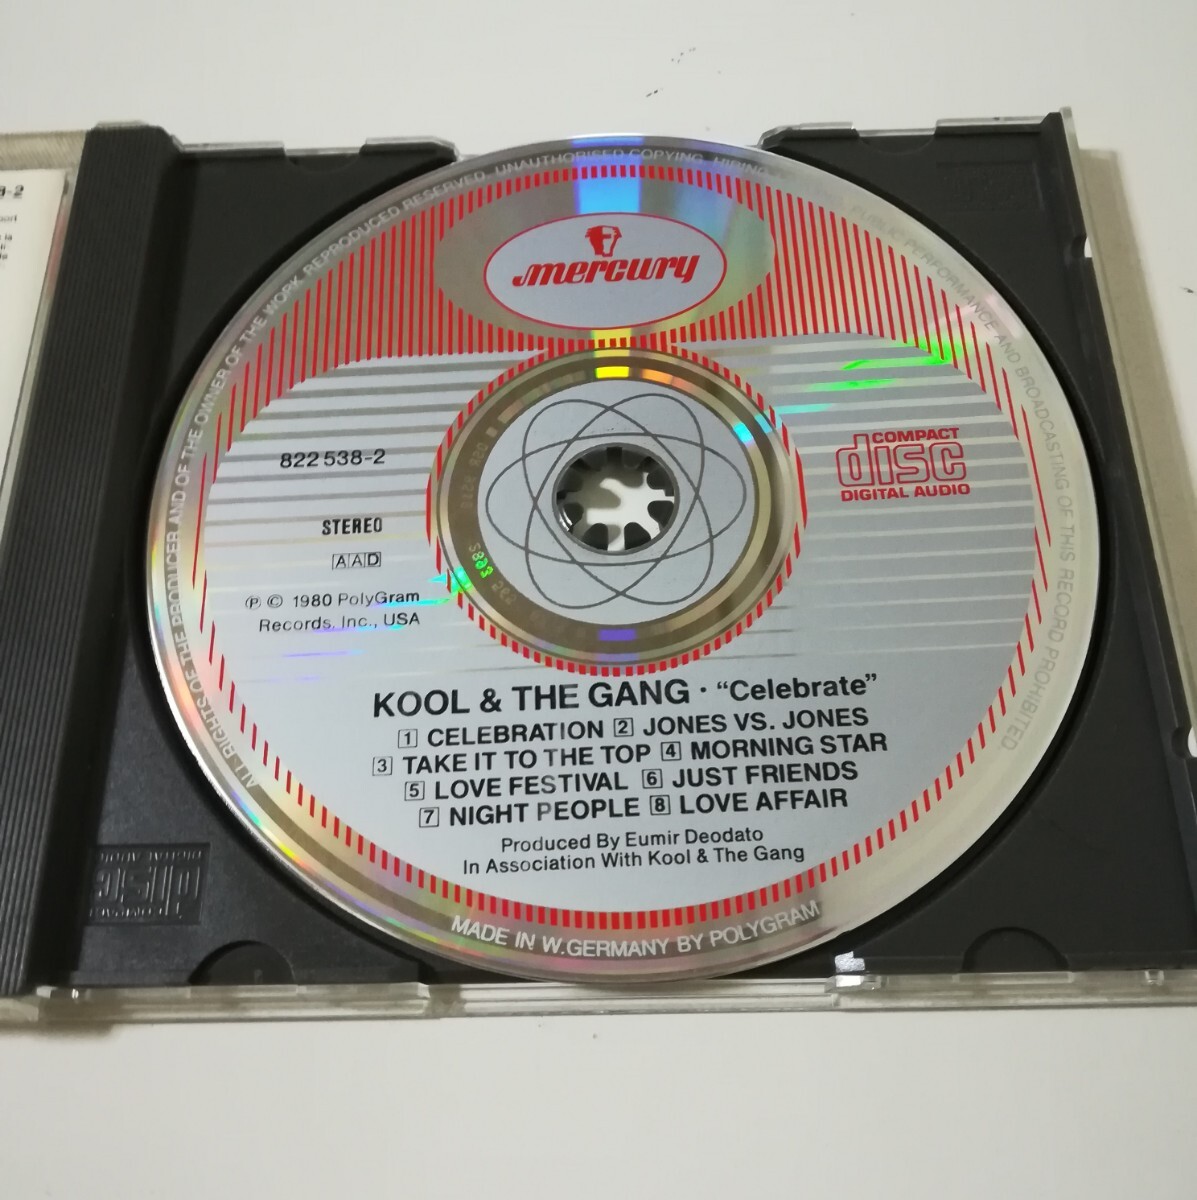 mercury
822 538-2
STEREO
AAD
℗ © 1980 PolyGram
Records, Inc., USA
COMPACT
disc
DIGITAL AUDIO
KOOL & THE GANG · “Celebrate”
1 CELEBRATION 2 JONES VS. JONES
3 TAKE IT TO THE TOP 4 MORNING STAR
5 LOVE FESTIVAL 6 JUST FRIENDS
7 NIGHT PEOPLE 8 LOVE AFFAIR
Produced By Eumir Deodato
In Association With Kool & The Gang
ALL RIGHTS OF THE PRODUCER AND OF THE OWNER OF THE WORK REPRODUCED RESERVED. UNAUTHORISED COPYING, HIRING, PUBLIC PERFORMANCE AND BROADCASTING OF THIS RECORD PROHIBITED.
MADE IN W. GERMANY BY POLYGRAM